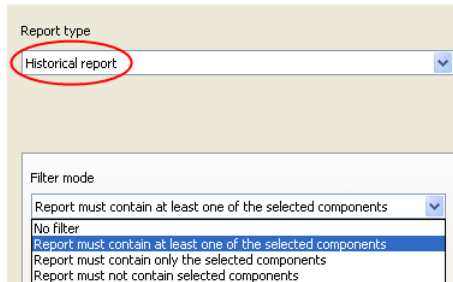 Report type
Historical report
Filter mode
Report must contain at least one of the selected components
No filter
Report must contain at least one of the selected components
Report must contain only the selected components
Report must not contain selected components